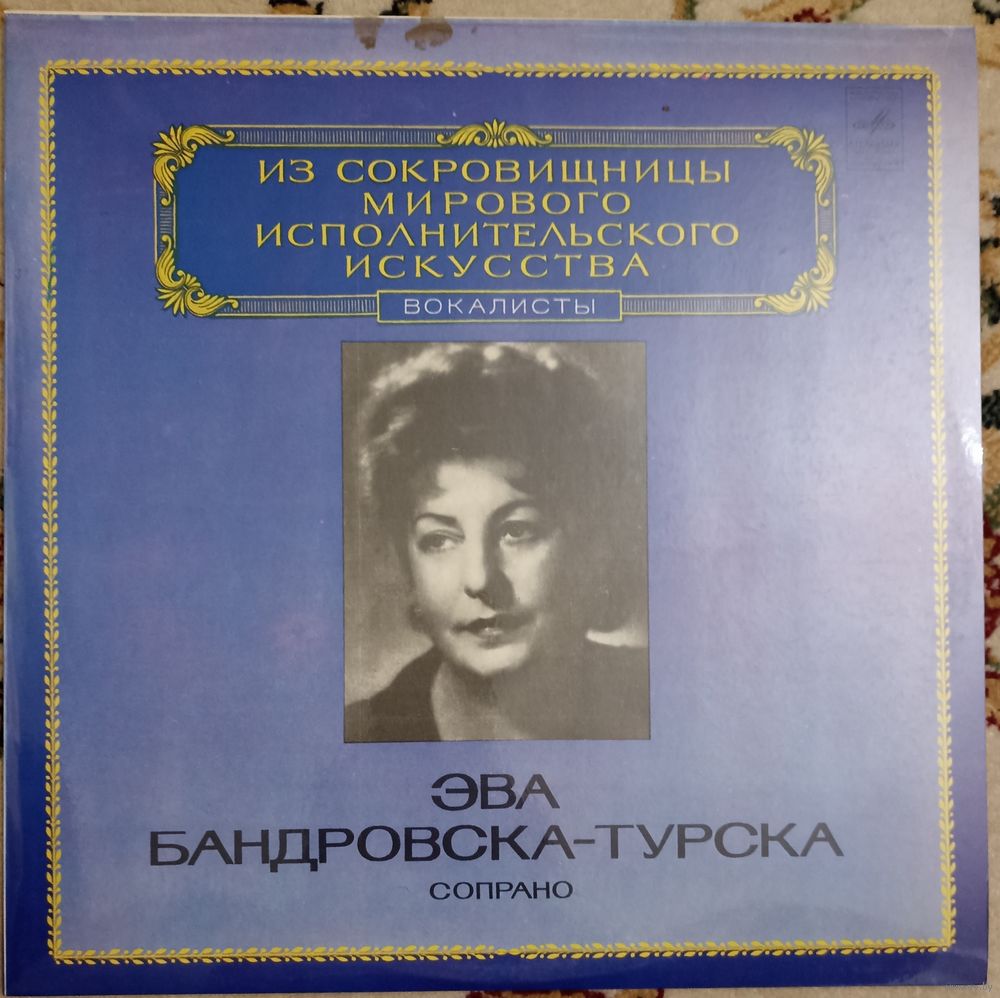 ИЗ СОКРОВИЩНИЦЫ
МИРОВОГО
ИСПОЛНИТЕЛЬСКОГО
ИСКУССТВА
ВОКАЛИСТЫ
ЭВА
БАНДРОВСКА-ТУРСКА
СОПРАНО